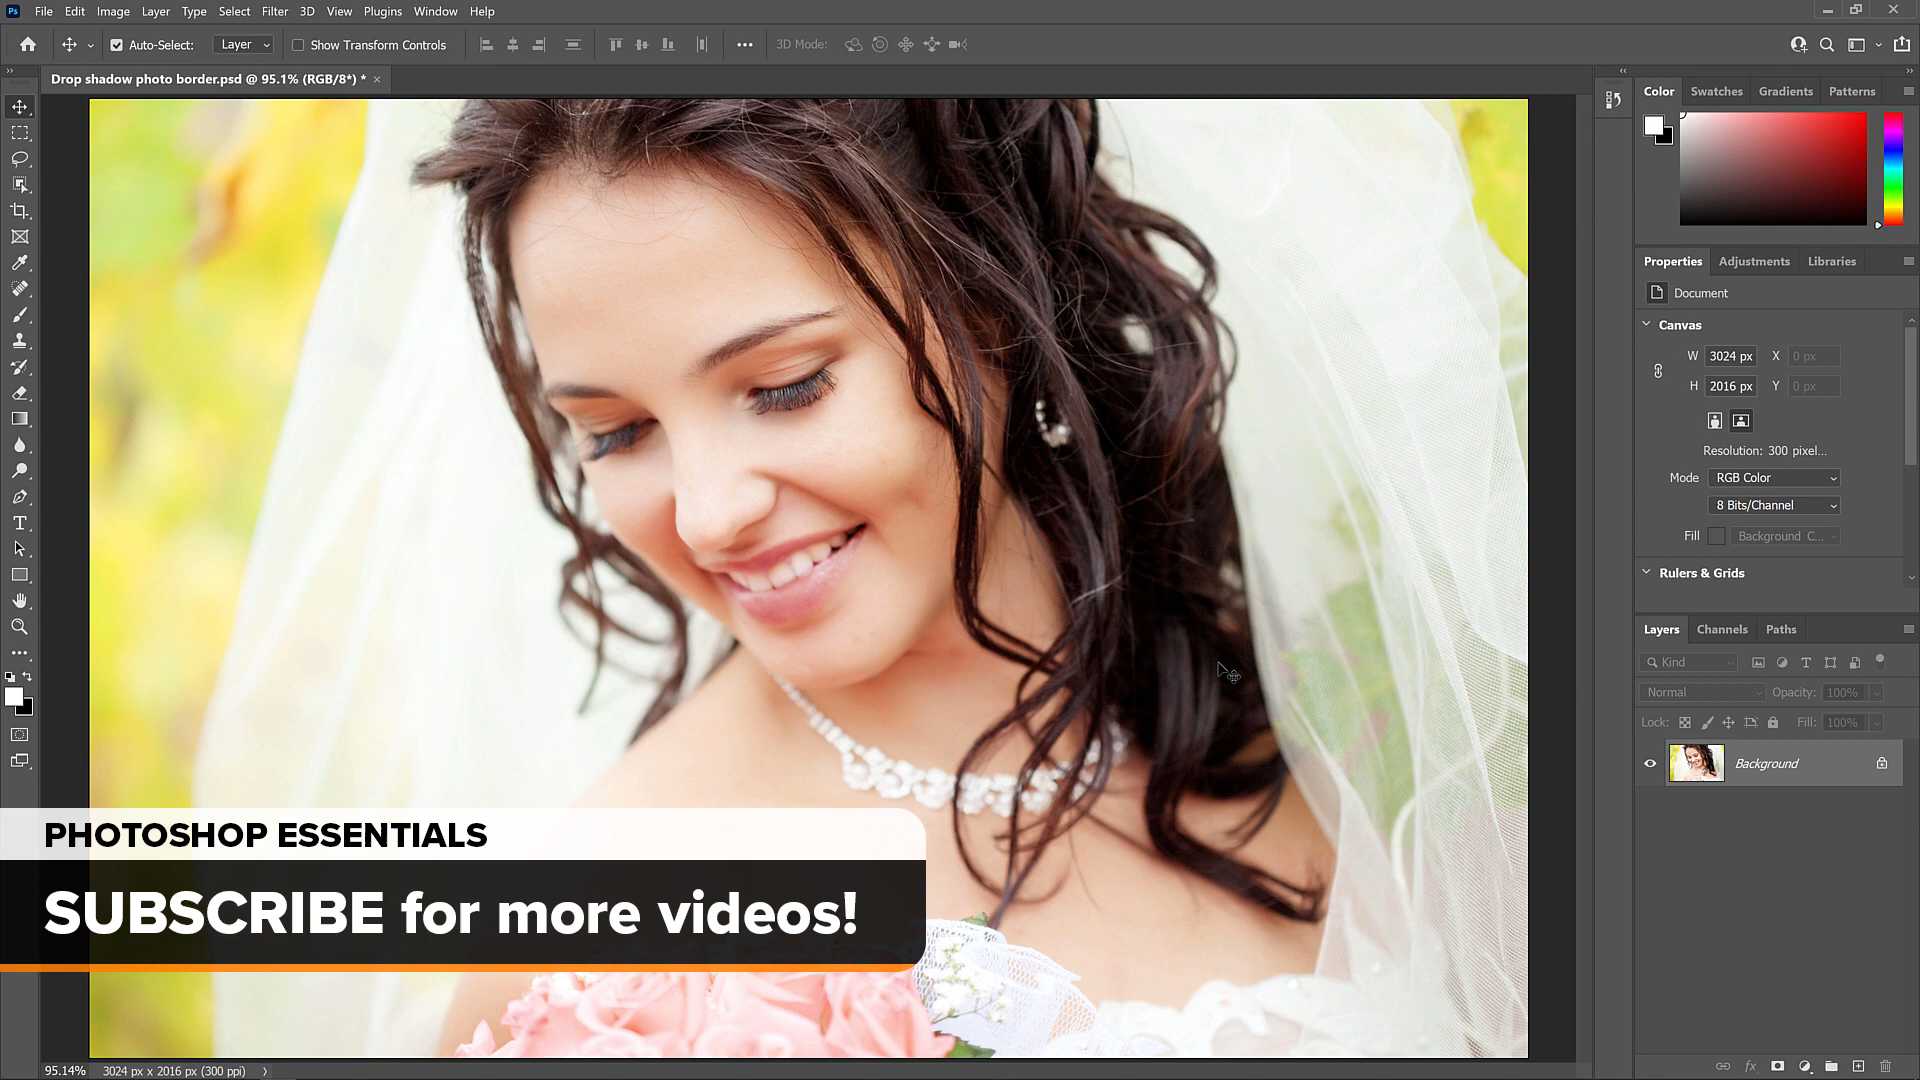 Ps File Edit Image Layer Type Select Filter 3D View Plugins Window Help
Auto-Select: Layer Show Transform Controls 3D Mode:
Drop shadow photo border.psd @ 95.1% (RGB/8*) *
Color Swatches Gradients Patterns
Properties Adjustments Libraries
Document
Canvas
W 3024 px X 0 px
H 2016 px Y 0 px
Resolution: 300 pixel...
Mode RGB Color
8 Bits/Channel
Fill Background C...
Rulers & Grids
Layers Channels Paths
Kind
Normal Opacity: 100%
Lock: Fill: 100%
Background
PHOTOSHOP ESSENTIALS
SUBSCRIBE for more videos!
95.14% 3024 px x 2016 px (300 ppi)
fx